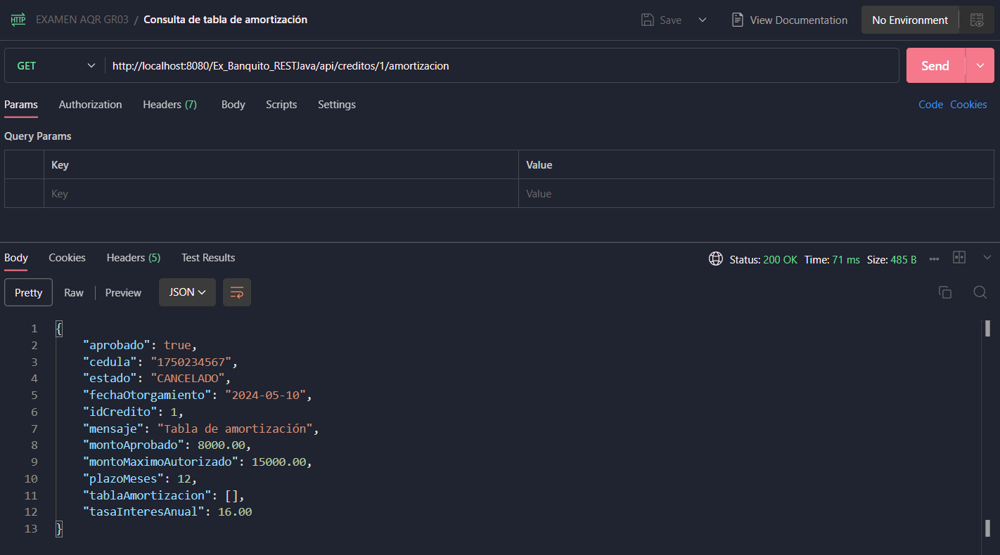 HTTP EXAMEN AQR GR03 / Consulta de tabla de amortización Save View Documentation No Environment
GET http://localhost:8080/Ex_Banquito_RESTJava/api/creditos/1/amortizacion Send
Params Authorization Headers (7) Body Scripts Settings Code Cookies
Query Params
Key Value
Key Value
Body Cookies Headers (5) Test Results Status: 200 OK Time: 71 ms Size: 485 B
Pretty Raw Preview JSON
1 {
2 "aprobado": true,
3 "cedula": "1750234567",
4 "estado": "CANCELADO",
5 "fechaOtorgamiento": "2024-05-10",
6 "idCredito": 1,
7 "mensaje": "Tabla de amortización",
8 "montoAprobado": 8000.00,
9 "montoMaximoAutorizado": 15000.00,
10 "plazoMeses": 12,
11 "tablaAmortizacion": [],
12 "tasaInteresAnual": 16.00
13 }